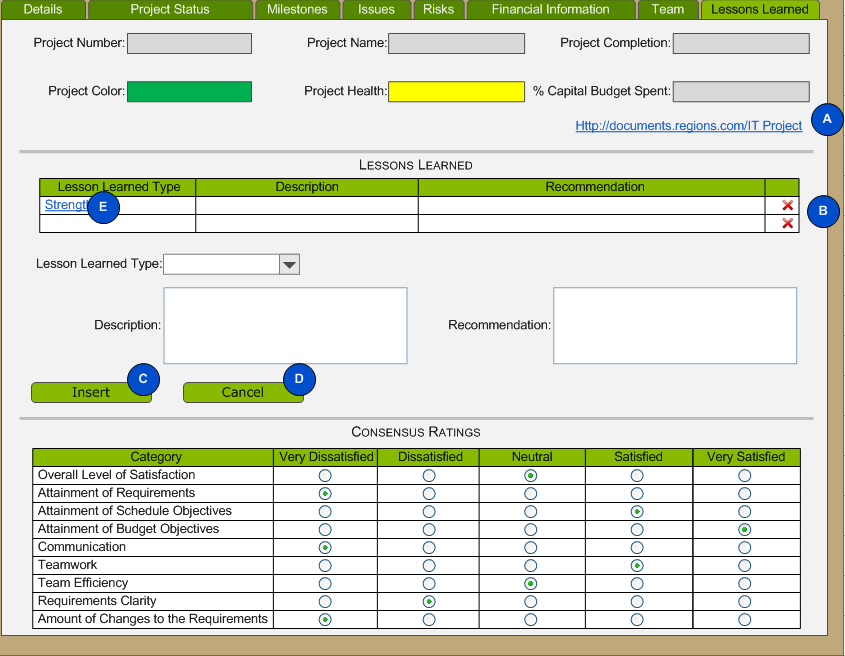 Details Project Status Milestones Issues Risks Financial Information Team Lessons Learned
Project Number: Project Name: Project Completion:
Project Color: Project Health: % Capital Budget Spent:
Http://documents.regions.com/IT Project A
LESSONS LEARNED
Lesson Learned Type Description Recommendation
E B
Lesson Learned Type:
Description: Recommendation:
C D
Insert Cancel
CONSENSUS RATINGS
Category Very Dissatisfied Dissatisfied Neutral Satisfied Very Satisfied
Overall Level of Satisfaction
Attainment of Requirements
Attainment of Schedule Objectives
Attainment of Budget Objectives
Communication
Teamwork
Team Efficiency
Requirements Clarity
Amount of Changes to the Requirements